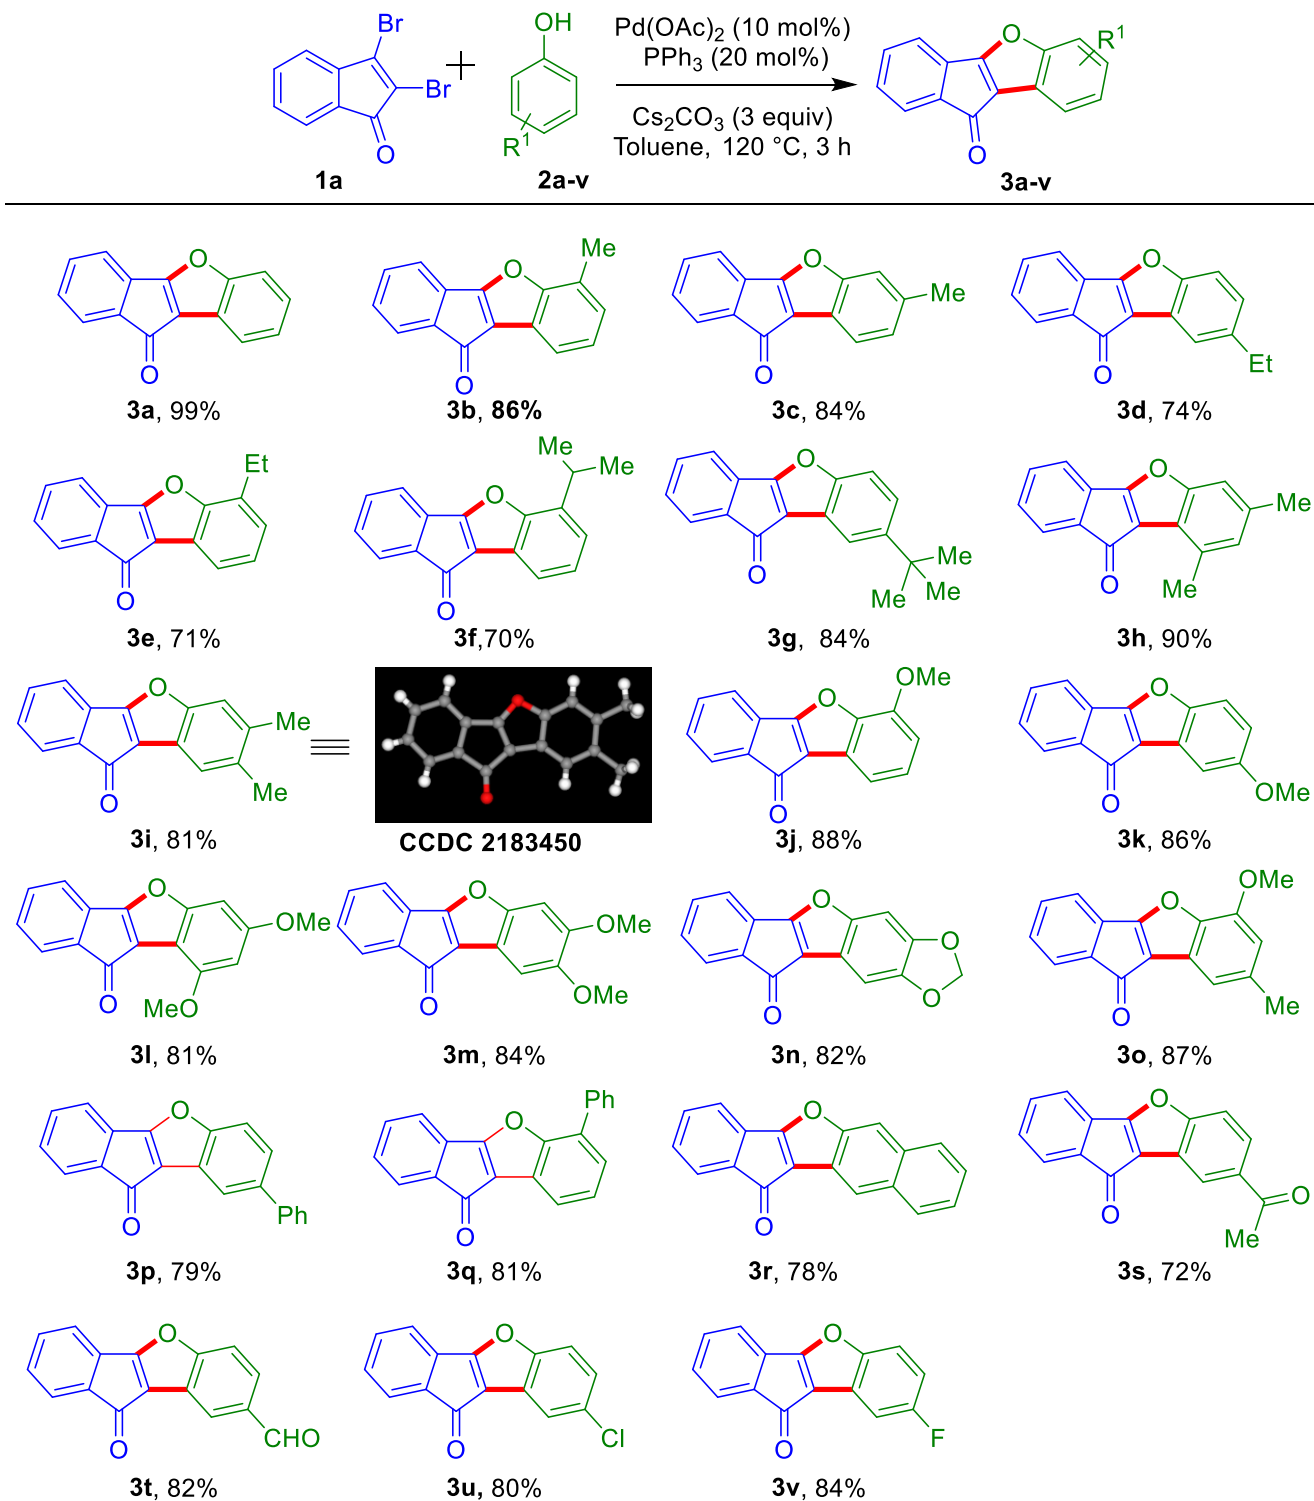 Br
OH
Pd(OAc)₂ (10 mol%)
PPh₃ (20 mol%)
O
R¹
Br
+
Cs₂CO₃ (3 equiv)
Toluene, 120 °C, 3 h
R¹
O
O
1a
2a-v
3a-v
O
O
Me
O
Me
O
O
O
O
O
Et
3a, 99%
3b, 86%
3c, 84%
3d, 74%
Et
O
Me
Me
O
O
O
Me
O
O
O
Me
Me
Me
O
Me
3e, 71%
3f,70%
3g, 84%
3h, 90%
O
Me
Me
O
OMe
O
O
O
OMe
O
3i, 81%
CCDC 2183450
3j, 88%
3k, 86%
O
OMe
MeO
O
O
OMe
OMe
O
O
O
O
O
OMe
O
Me
O
3l, 81%
3m, 84%
3n, 82%
3o, 87%
O
Ph
O
Ph
O
O
O
O
O
O
Me
O
3p, 79%
3q, 81%
3r, 78%
3s, 72%
O
CHO
O
O
Cl
O
O
F
O
3t, 82%
3u, 80%
3v, 84%